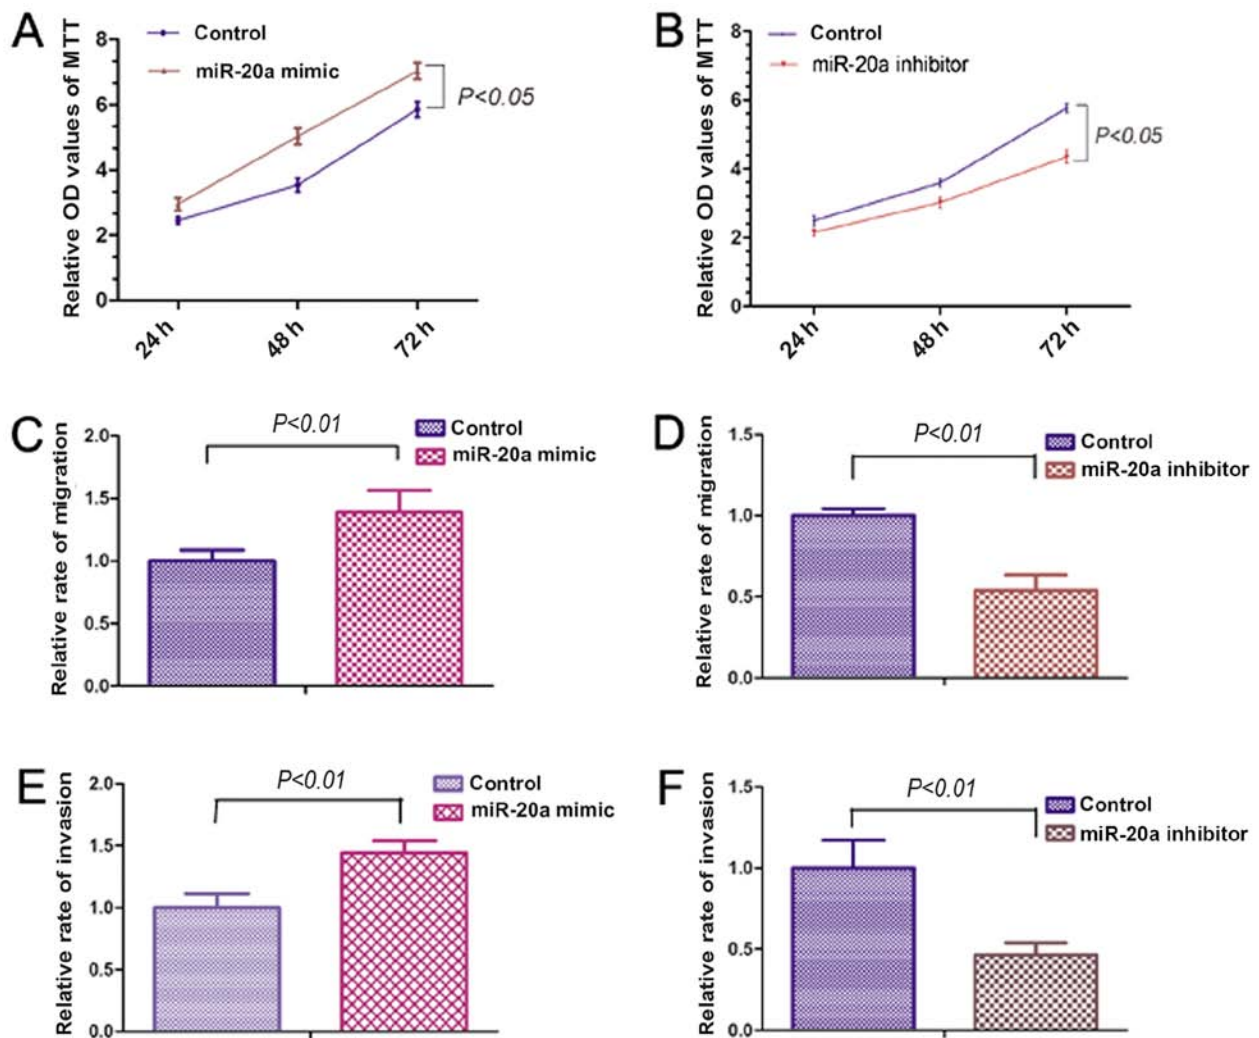 A
Relative OD values of MTT
8
6
4
2
0
Control
miR-20a mimic
P<0.05
24 h
48 h
72 h
B
Relative OD values of MTT
8
6
4
2
0
Control
miR-20a inhibitor
P<0.05
24 h
48 h
72 h
C
Relative rate of migration
2.0
1.5
1.0
0.5
0.0
P<0.01
Control
miR-20a mimic
D
Relative rate of migration
1.5
1.0
0.5
0.0
P<0.01
Control
miR-20a inhibitor
E
Relative rate of invasion
2.0
1.5
1.0
0.5
0.0
P<0.01
Control
miR-20a mimic
F
Relative rate of invasion
1.5
1.0
0.5
0.0
P<0.01
Control
miR-20a inhibitor